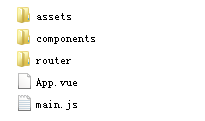 assets
components
router
App.vue
main.js